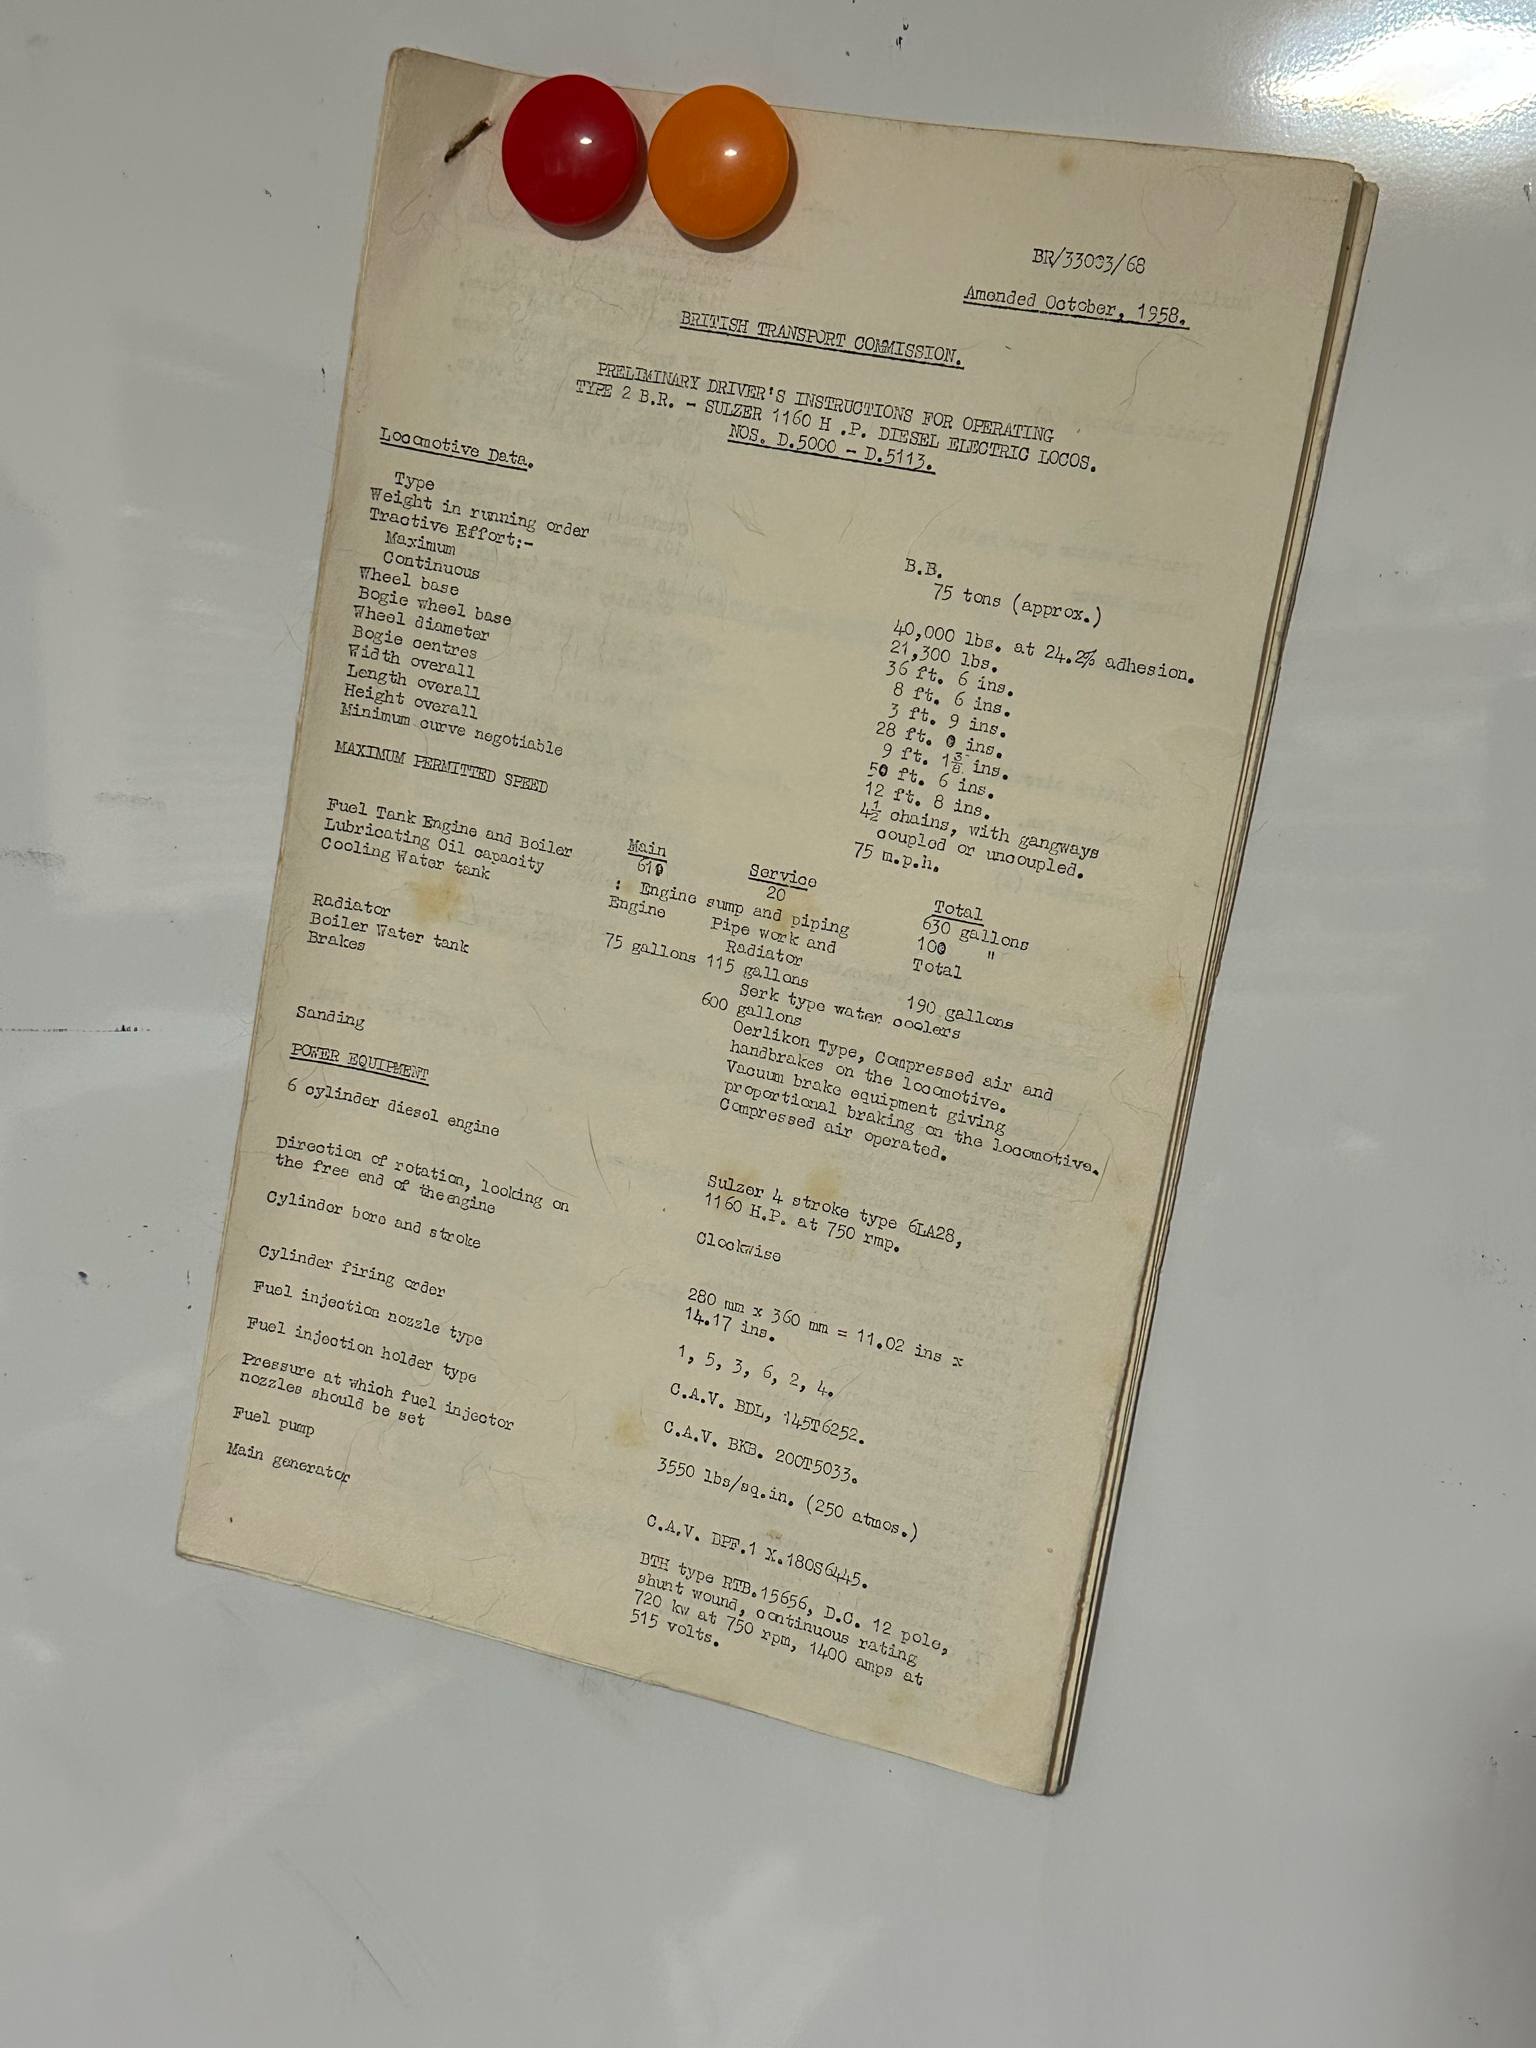 BR/33003/68
Amended October, 1958.
BRITISH TRANSPORT COMMISSION.
PRELIMINARY DRIVER'S INSTRUCTIONS FOR OPERATING
TYPE 2 B.R. - SULZER 1160 H .P. DIESEL ELECTRIC LOCOS.
NOS. D.5000 - D.5113.
Locomotive Data.
Type B.B.
Weight in running order 75 tons (approx.)
Tractive Effort:-
Maximum 40,000 lbs. at 24.2% adhesion.
Continuous 21,300 lbs.
Wheel base 36 ft. 6 ins.
Bogie wheel base 8 ft. 6 ins.
Wheel diameter 3 ft. 9 ins.
Bogie centres 28 ft. 0 ins.
Width overall 9 ft. 1 3/8 ins.
Length overall 50 ft. 6 ins.
Height overall 12 ft. 8 ins.
Minimum curve negotiable 4½ chains, with gangways
coupled or uncoupled.
MAXIMUM PERMITTED SPEED 75 m.p.h.
Main Service Total
Fuel Tank Engine and Boiler 610 20 630 gallons
Lubricating Oil capacity : Engine sump and piping 100 "
Cooling Water tank Engine Pipe work and Total
Radiator
75 gallons 115 gallons 190 gallons
Radiator Serk type water coolers
Boiler Water tank 600 gallons
Brakes Oerlikon Type, Compressed air and
handbrakes on the locomotive.
Vacuum brake equipment giving
proportional braking on the locomotive.
Sanding Compressed air operated.
POWER EQUIPMENT
6 cylinder diesel engine Sulzer 4 stroke type 6LA28,
1160 H.P. at 750 rmp.
Direction of rotation, looking on Clockwise
the free end of theengine
Cylinder bore and stroke 280 mm x 360 mm = 11.02 ins x
14.17 ins.
Cylinder firing order 1, 5, 3, 6, 2, 4.
Fuel injection nozzle type C.A.V. BDL, 145T6252.
Fuel injection holder type C.A.V. BKB. 200T5033.
Pressure at which fuel injector 3550 lbs/sq.in. (250 atmos.)
nozzles should be set
Fuel pump C.A.V. DPF.1 X.180S6445.
Main generator BTH type RTB.15656, D.C. 12 pole,
shunt wound, continuous rating
720 kw at 750 rpm, 1400 amps at
515 volts.